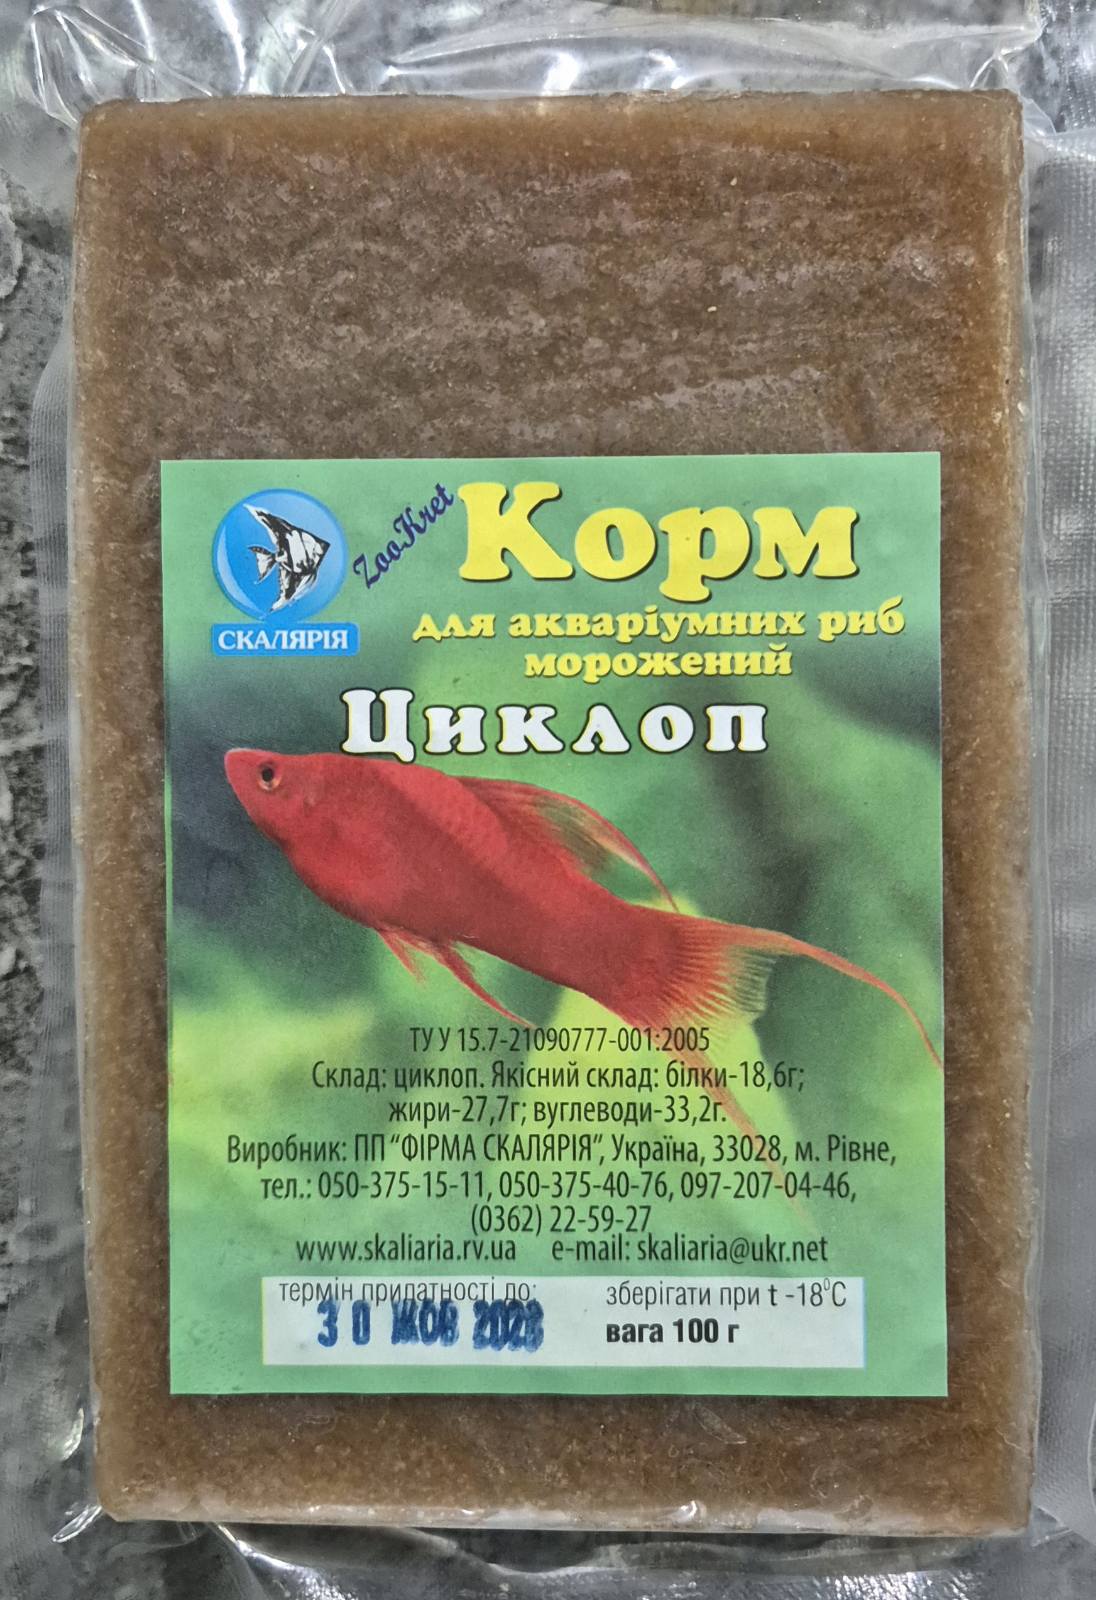 СКАЛЯРІЯ
ZooKret
Корм
для акваріумних риб
морожений
Циклоп
ТУ У 15.7-21090777-001:2005
Склад: циклоп. Якісний склад: білки-18,6г;
жири-27,7г; вуглеводи-33,2г.
Виробник: ПП “ФІРМА СКАЛЯРІЯ”, Україна, 33028, м. Рівне,
тел.: 050-375-15-11, 050-375-40-76, 097-207-04-46,
(0362) 22-59-27
www.skaliaria.rv.ua e-mail: skaliaria@ukr.net
термін придатності до: зберігати при t -18⁰C
30 ЖОВ вага 100 г